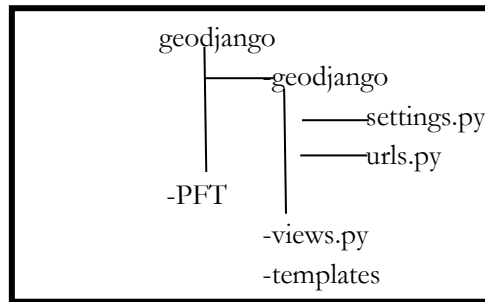 geodjango
-geodjango
settings.py
urls.py
-PFT
-views.py
-templates